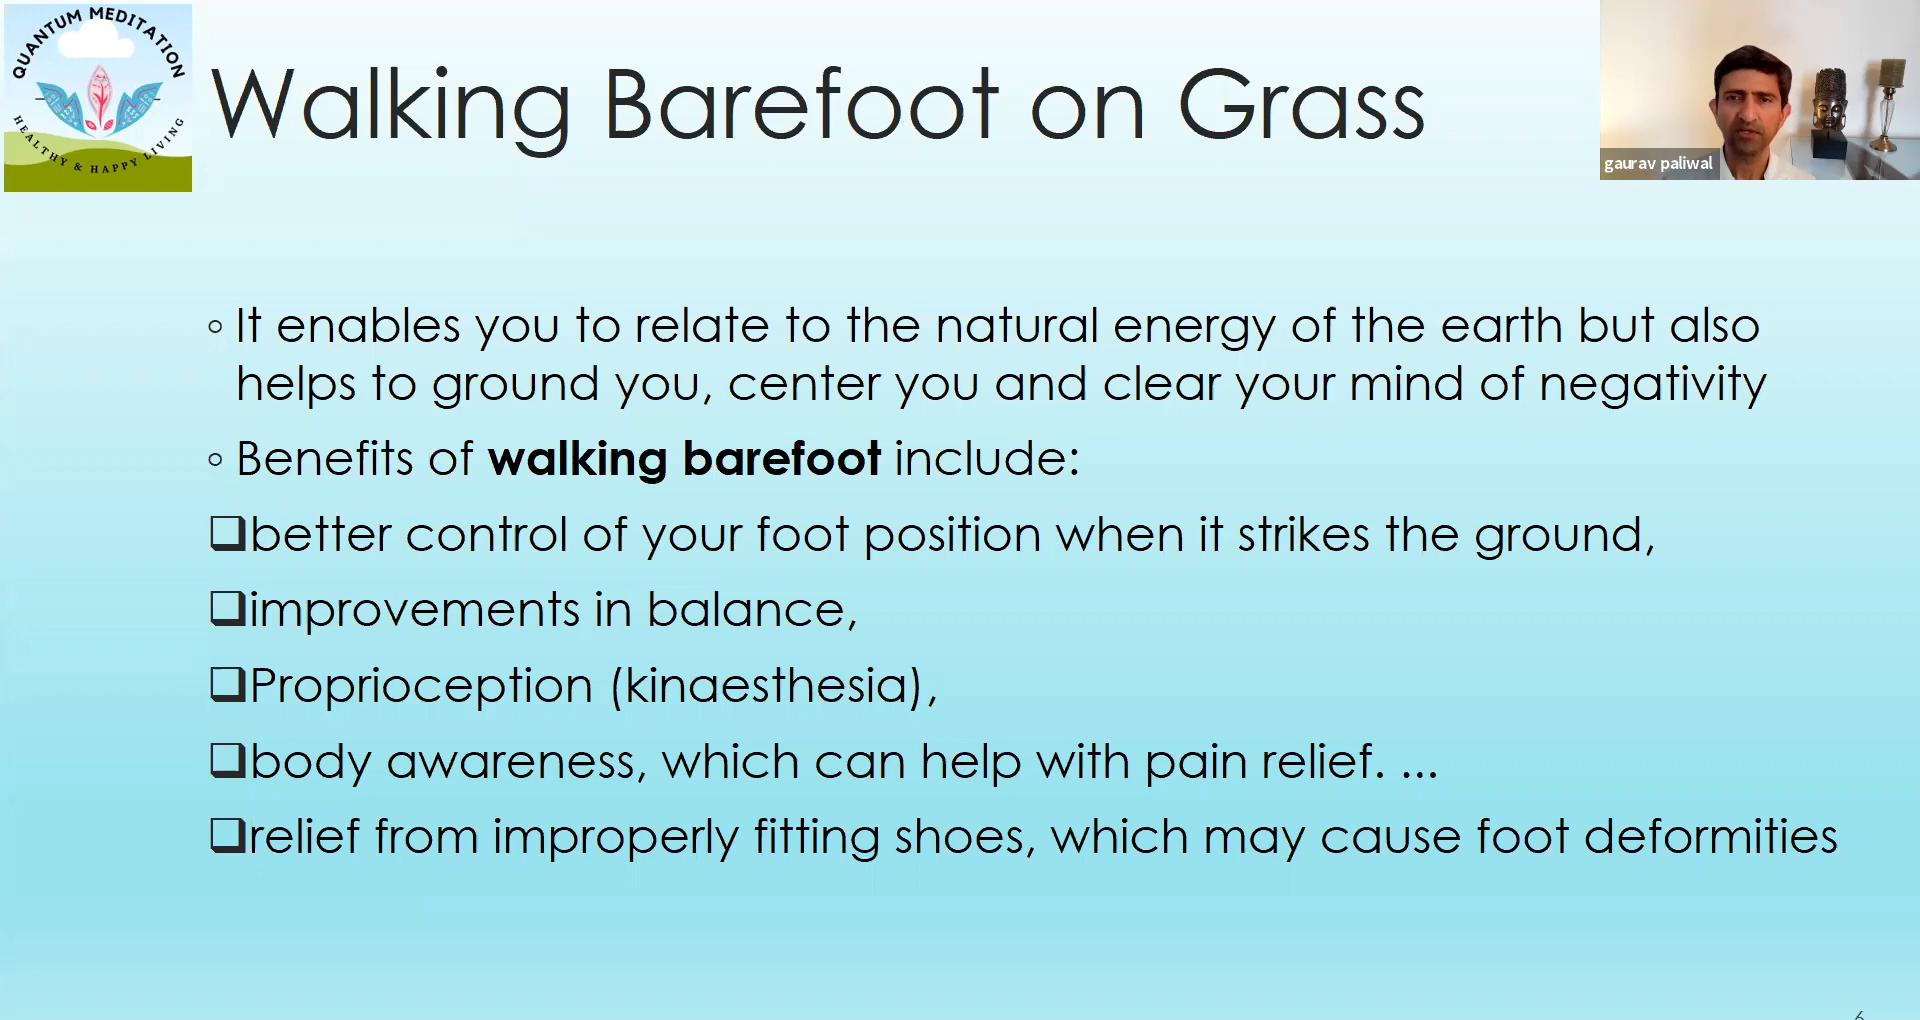 QUANTUM MEDITATION
HEALTHY & HAPPY LIVING
Walking Barefoot on Grass
gaurav paliwal
◦ It enables you to relate to the natural energy of the earth but also
helps to ground you, center you and clear your mind of negativity
◦ Benefits of walking barefoot include:
❑better control of your foot position when it strikes the ground,
❑improvements in balance,
❑Proprioception (kinaesthesia),
❑body awareness, which can help with pain relief. ...
❑relief from improperly fitting shoes, which may cause foot deformities
6